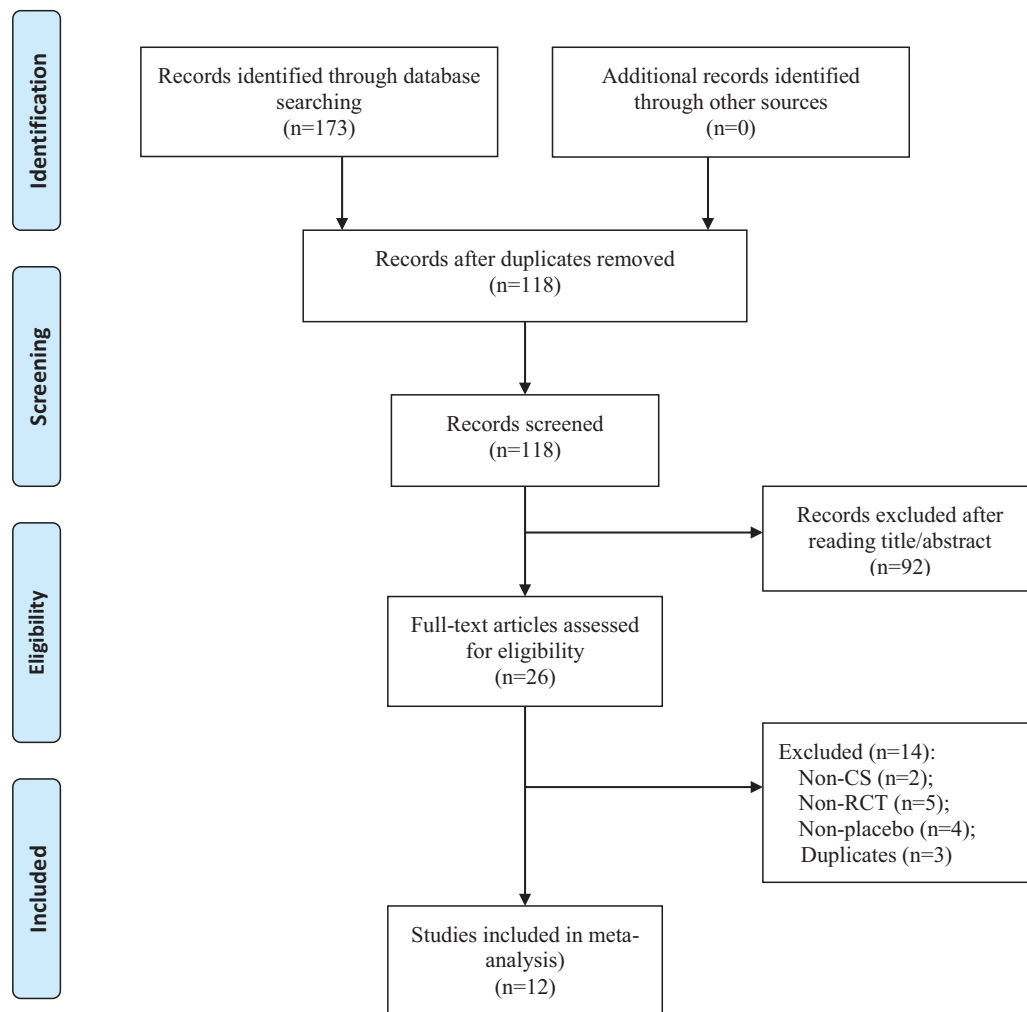 Identification
Records identified through database
searching
(n=173)
Additional records identified
through other sources
(n=0)
Records after duplicates removed
(n=118)
Screening
Records screened
(n=118)
Records excluded after
reading title/abstract
(n=92)
Eligibility
Full-text articles assessed
for eligibility
(n=26)
Excluded (n=14):
Non-CS (n=2);
Non-RCT (n=5);
Non-placebo (n=4);
Duplicates (n=3)
Included
Studies included in meta-
analysis)
(n=12)